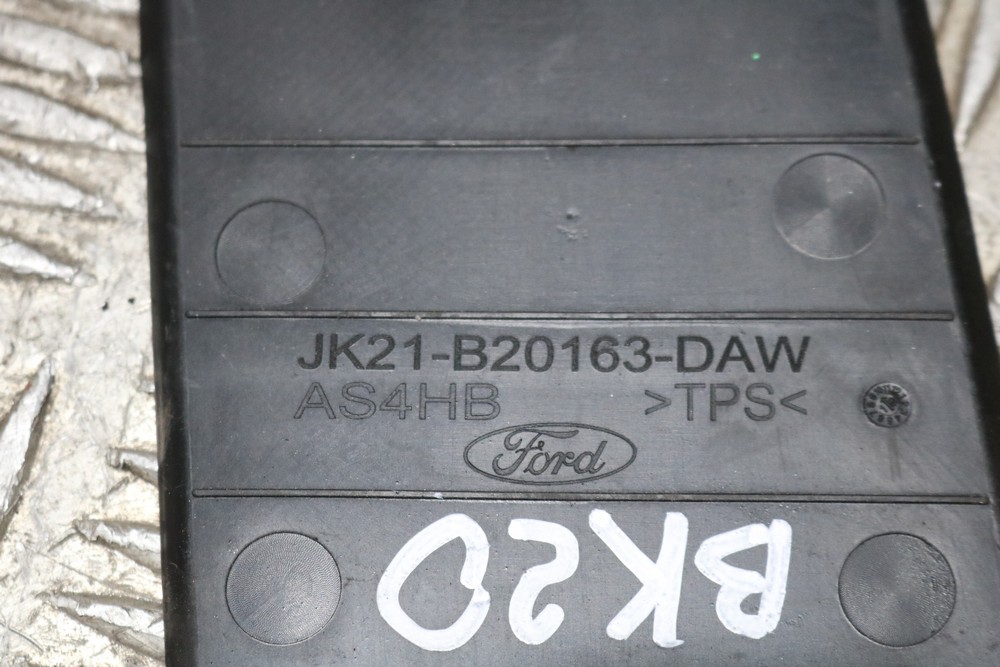 JK21-B20163-DAW
AS4HB >TPS<
Ford
BK20